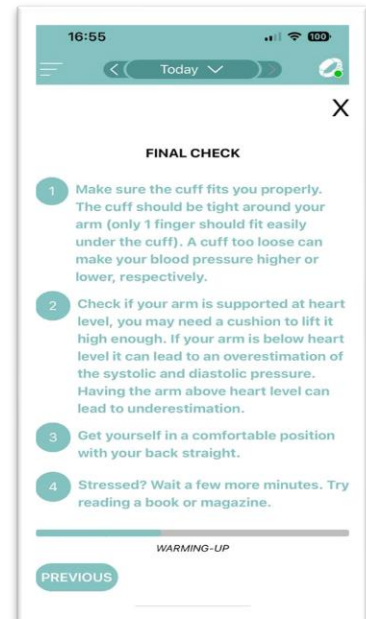 16:55
100
Today
X
FINAL CHECK
1 Make sure the cuff fits you properly.
The cuff should be tight around your
arm (only 1 finger should fit easily
under the cuff). A cuff too loose can
make your blood pressure higher or
lower, respectively.
2 Check if your arm is supported at heart
level, you may need a cushion to lift it
high enough. If your arm is below heart
level it can lead to an overestimation of
the systolic and diastolic pressure.
Having the arm above heart level can
lead to underestimation.
3 Get yourself in a comfortable position
with your back straight.
4 Stressed? Wait a few more minutes. Try
reading a book or magazine.
WARMING-UP
PREVIOUS